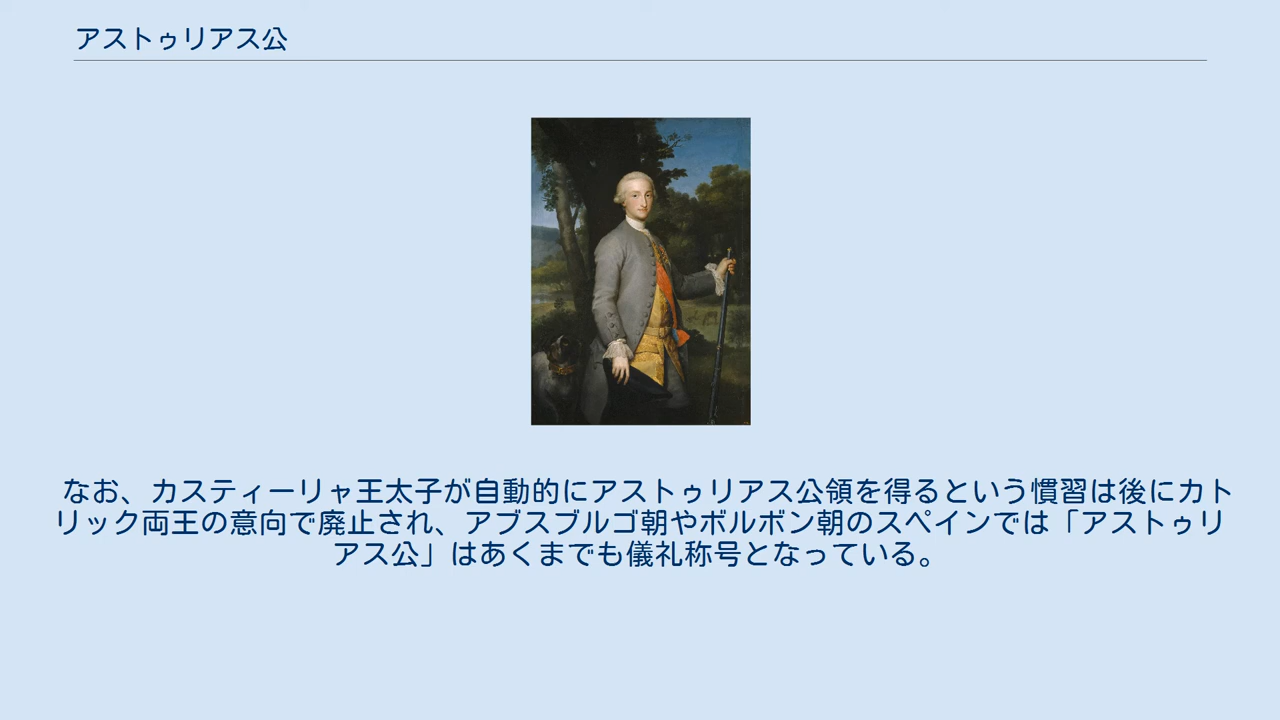 アストゥリアス公
なお、カスティーリャ王太子が自動的にアストゥリアス公領を得るという慣習は後にカト
リック両王の意向で廃止され、アブスブルゴ朝やボルボン朝のスペインでは「アストゥリ
アス公」はあくまでも儀礼称号となっている。